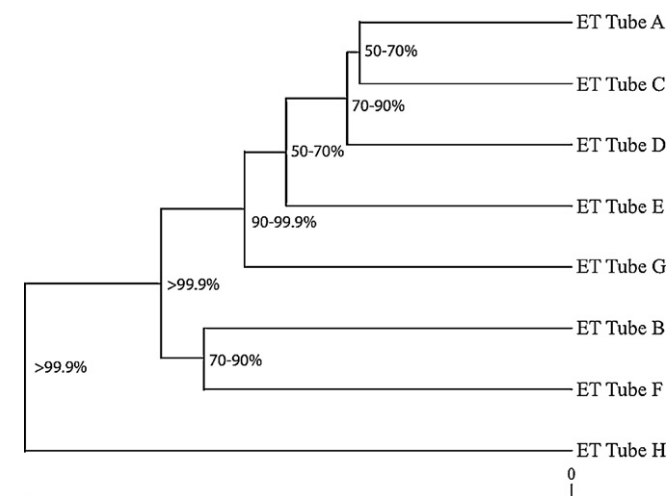 ET Tube A
50-70%
ET Tube C
70-90%
ET Tube D
50-70%
ET Tube E
90-99.9%
ET Tube G
>99.9%
ET Tube B
70-90%
>99.9%
ET Tube F
ET Tube H
0